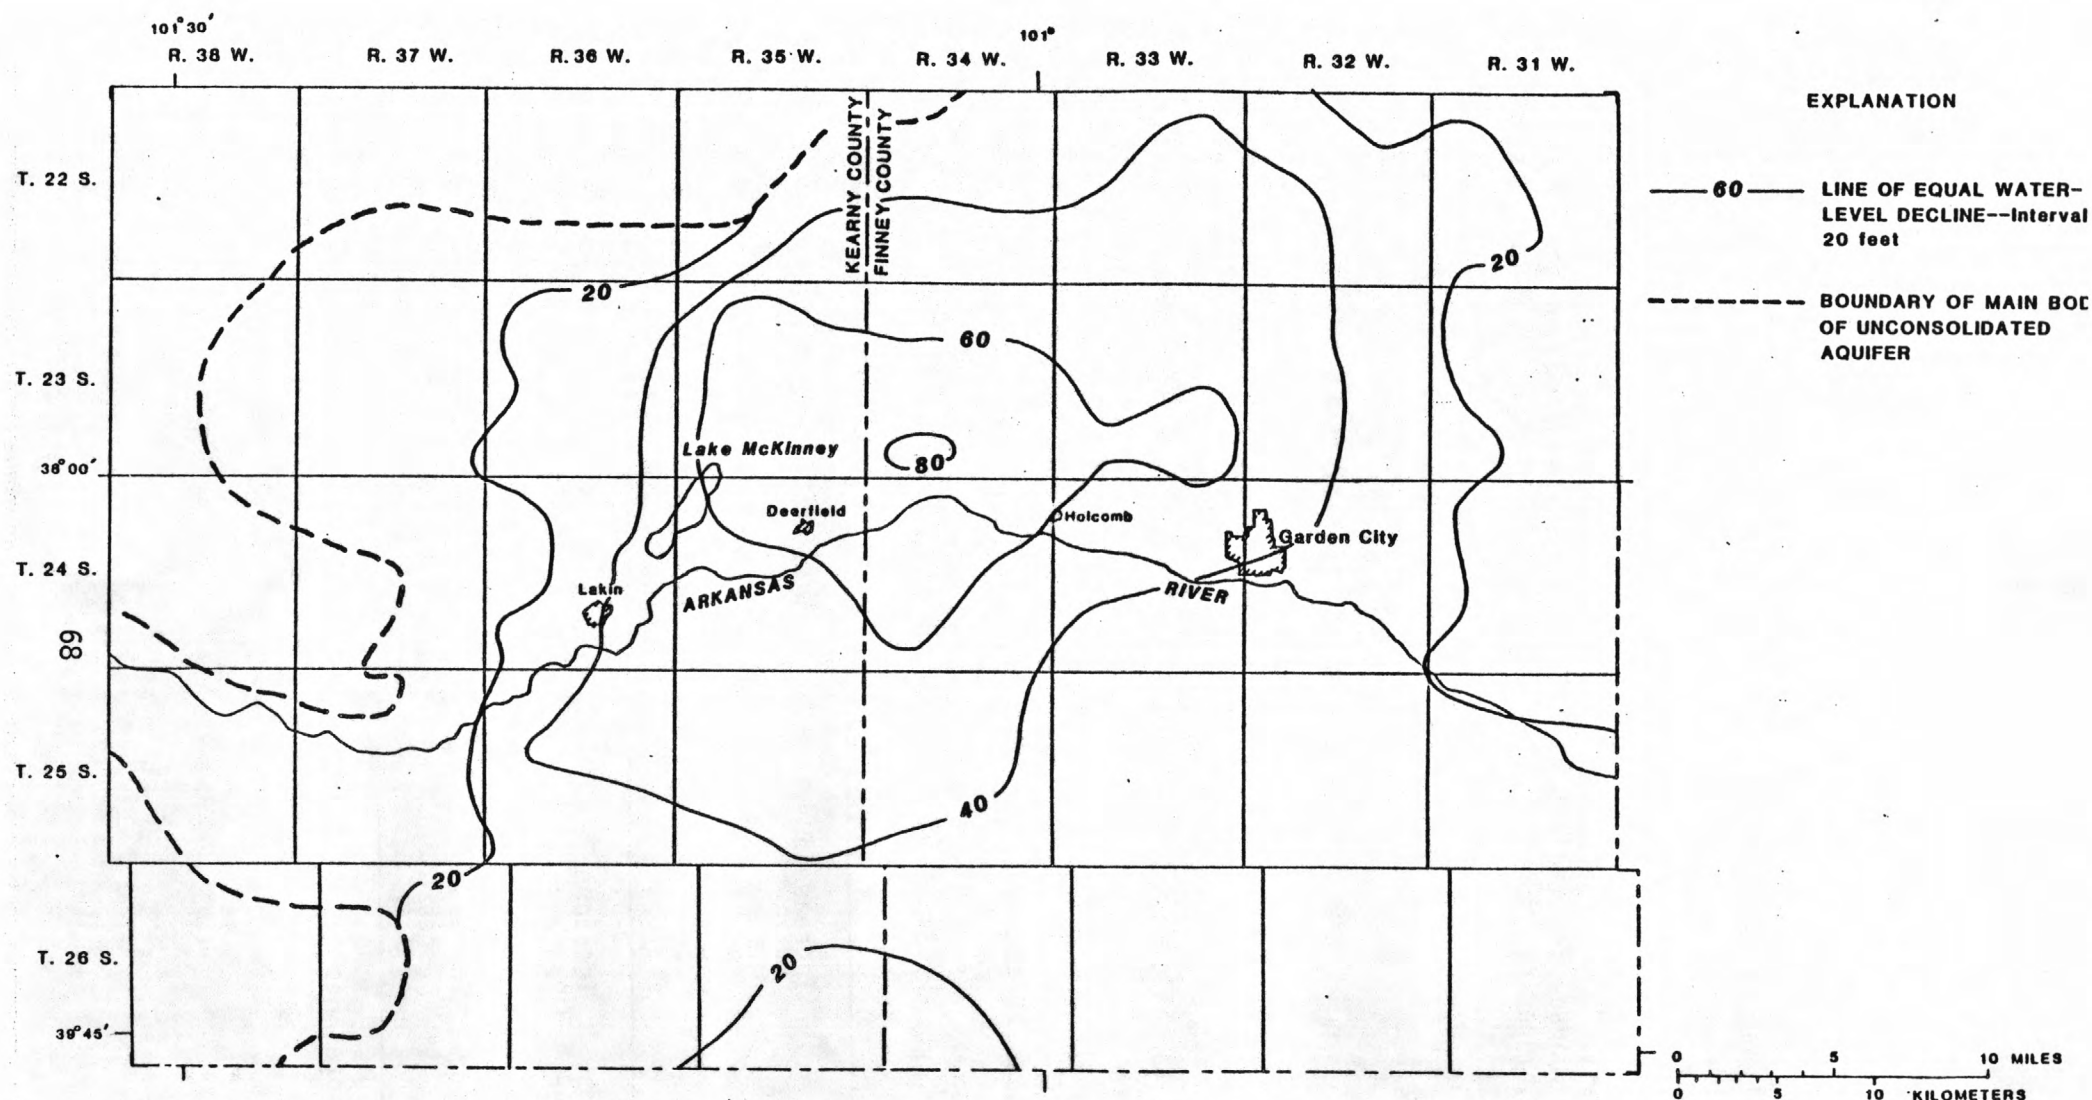 101°30′
101°
R. 38 W.
R. 37 W.
R. 36 W.
R. 35 W.
R. 34 W.
R. 33 W.
R. 32 W.
R. 31 W.
EXPLANATION
60
LINE OF EQUAL WATER-
LEVEL DECLINE--Interval
20 feet
BOUNDARY OF MAIN BOD
OF UNCONSOLIDATED
AQUIFER
T. 22 S.
KEARNY COUNTY
FINNEY COUNTY
20
20
60
T. 23 S.
Lake McKinney
80
38°00′
Deerfield
Holcomb
Garden City
T. 24 S.
Lakin
ARKANSAS
RIVER
89
T. 25 S.
40
20
T. 26 S.
20
39°45′
0 5 10 MILES
0 5 10 KILOMETERS